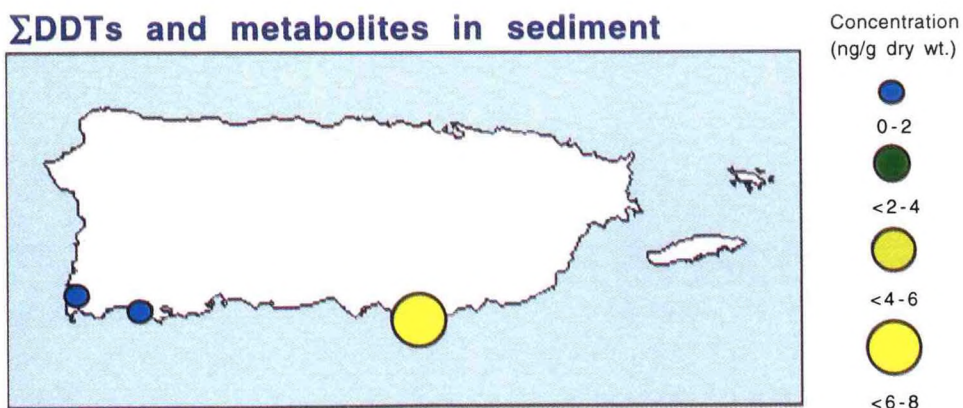 ΣDDTs and metabolites in sediment
Concentration
(ng/g dry wt.)
0-2
<2-4
<4-6
<6-8